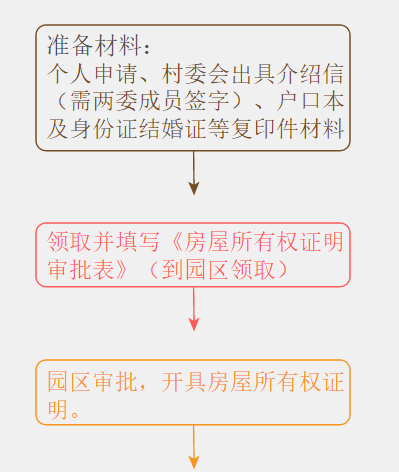 准备材料：
个人申请、村委会出具介绍信
（需两委成员签字）、户口本
及身份证结婚证等复印件材料
领取并填写《房屋所有权证明
审批表》（到园区领取）
园区审批，开具房屋所有权证
明。